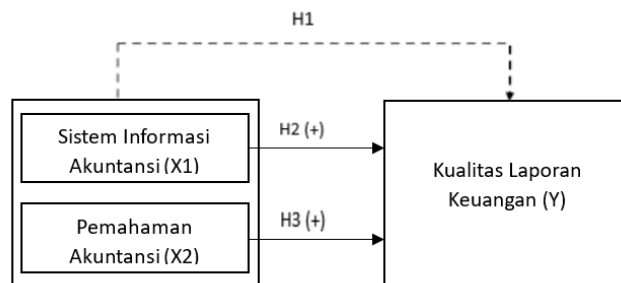 H1
Sistem Informasi
Akuntansi (X1)
H2 (+)
Kualitas Laporan
Keuangan (Y)
Pemahaman
Akuntansi (X2)
H3 (+)